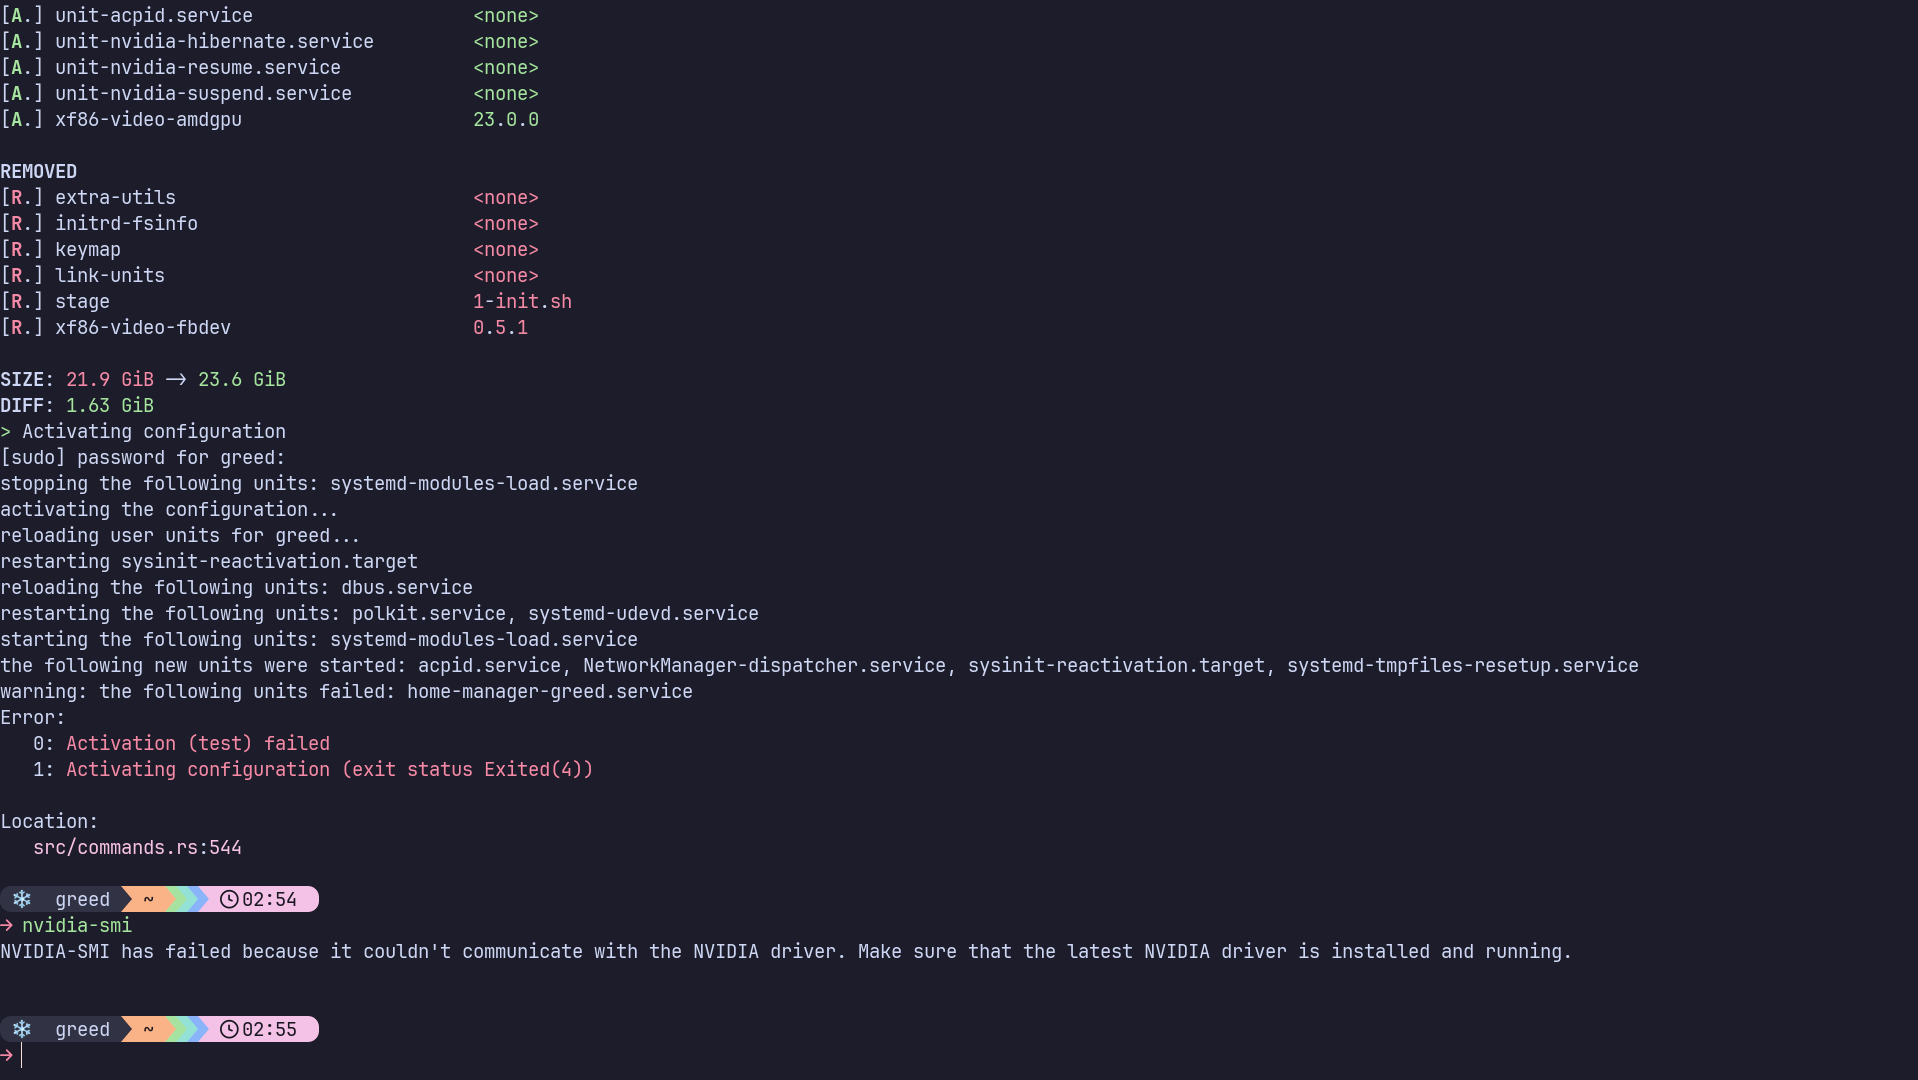 [A.] unit-acpid.service <none>
[A.] unit-nvidia-hibernate.service <none>
[A.] unit-nvidia-resume.service <none>
[A.] unit-nvidia-suspend.service <none>
[A.] xf86-video-amdgpu 23.0.0
REMOVED
[R.] extra-utils <none>
[R.] initrd-fsinfo <none>
[R.] keymap <none>
[R.] link-units <none>
[R.] stage 1-init.sh
[R.] xf86-video-fbdev 0.5.1
SIZE: 21.9 GiB -> 23.6 GiB
DIFF: 1.63 GiB
> Activating configuration
[sudo] password for greed:
stopping the following units: systemd-modules-load.service
activating the configuration...
reloading user units for greed...
restarting sysinit-reactivation.target
reloading the following units: dbus.service
restarting the following units: polkit.service, systemd-udevd.service
starting the following units: systemd-modules-load.service
the following new units were started: acpid.service, NetworkManager-dispatcher.service, sysinit-reactivation.target, systemd-tmpfiles-resetup.service
warning: the following units failed: home-manager-greed.service
Error:
0: Activation (test) failed
1: Activating configuration (exit status Exited(4))
Location:
src/commands.rs:544
greed ~ 02:54
→ nvidia-smi
NVIDIA-SMI has failed because it couldn't communicate with the NVIDIA driver. Make sure that the latest NVIDIA driver is installed and running.
greed ~ 02:55
→